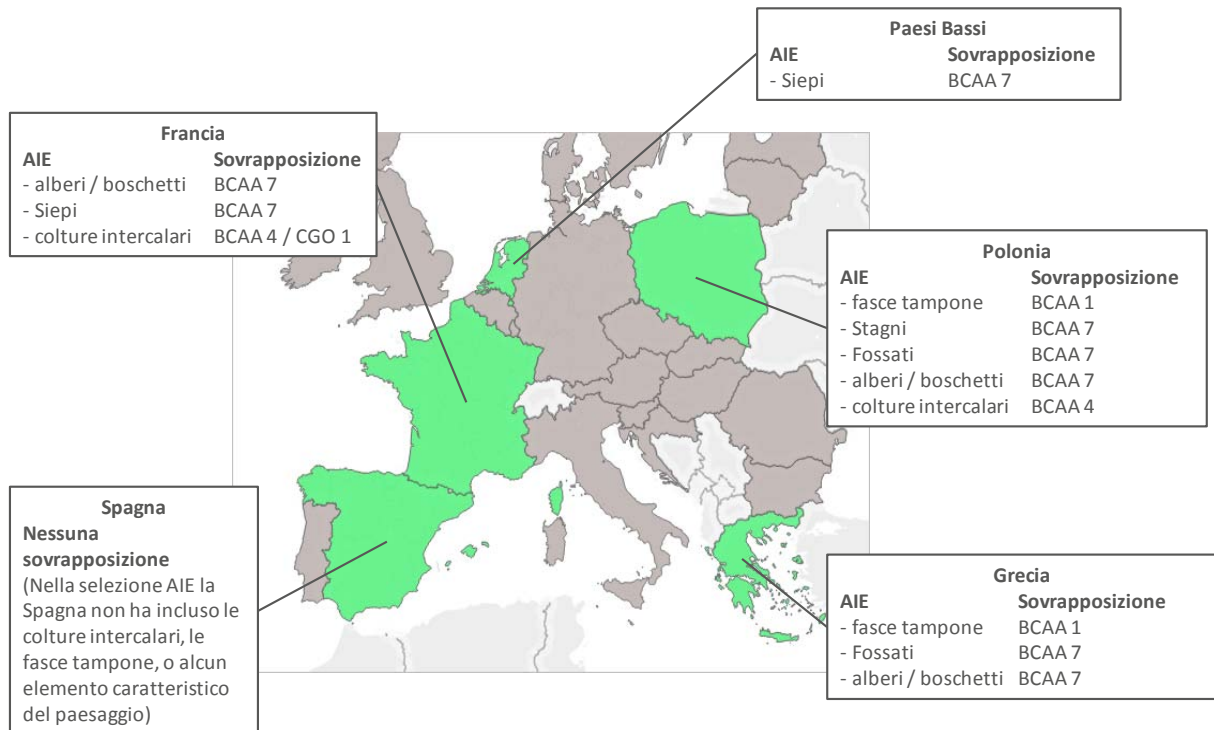 Paesi Bassi
AIE Sovrapposizione
- Siepi BCAA 7
Francia
AIE Sovrapposizione
- alberi / boschetti BCAA 7
- Siepi BCAA 7
- colture intercalari BCAA 4 / CGO 1
Polonia
AIE Sovrapposizione
- fasce tampone BCAA 1
- Stagni BCAA 7
- Fossati BCAA 7
- alberi / boschetti BCAA 7
- colture intercalari BCAA 4
Spagna
Nessuna
sovrapposizione
(Nella selezione AIE la
Spagna non ha incluso le
colture intercalari, le
fasce tampone, o alcun
elemento caratteristico
del paesaggio)
Grecia
AIE Sovrapposizione
- fasce tampone BCAA 1
- Fossati BCAA 7
- alberi / boschetti BCAA 7